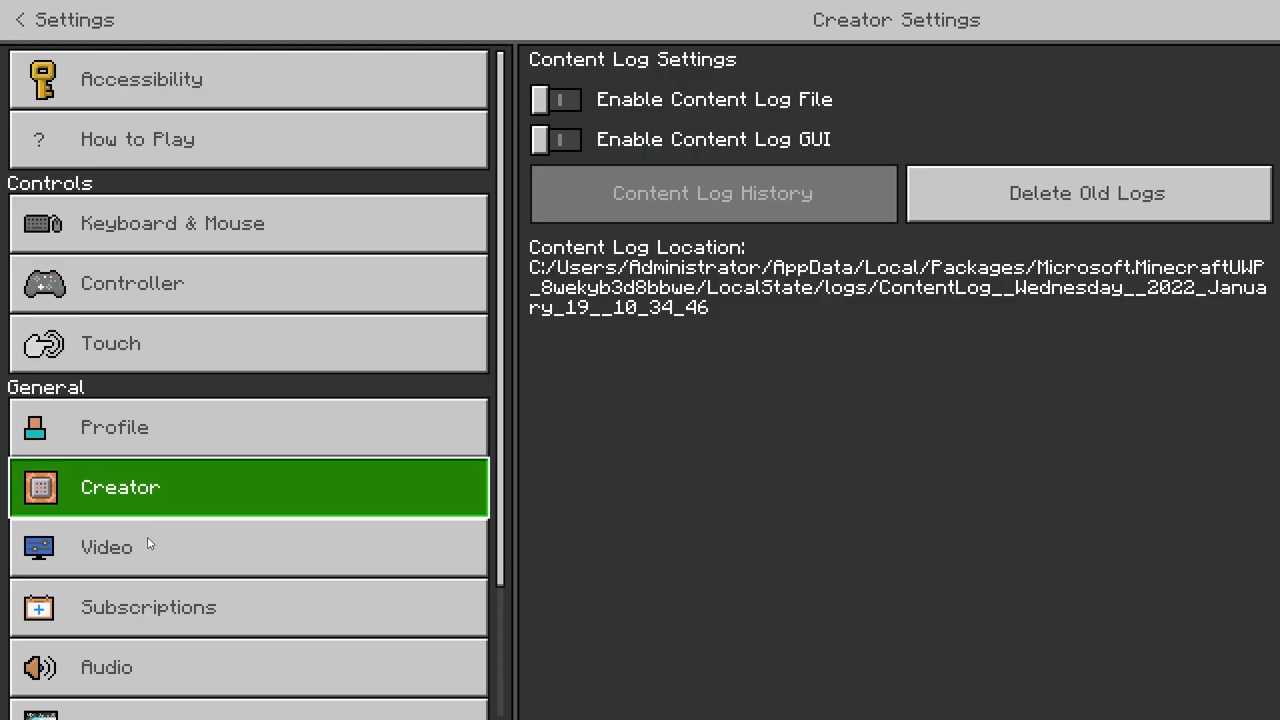 Settings
Creator Settings
Accessibility
? How to Play
Controls
Keyboard & Mouse
Controller
Touch
General
Profile
Creator
Video
Subscriptions
Audio
Content Log Settings
Enable Content Log File
Enable Content Log GUI
Content Log History
Delete Old Logs
Content Log Location:
C:/Users/Administrator/AppData/Local/Packages/Microsoft.MinecraftUWP
_8wekyb3d8bbwe/LocalState/logs/ContentLog__Wednesday__2022_Janua
ry_19__10_34_46